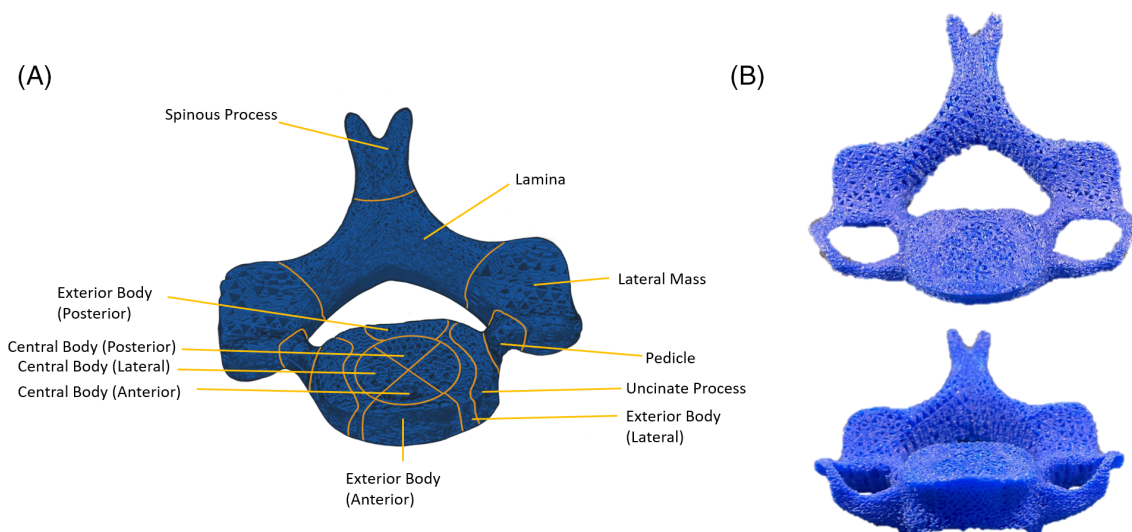 (A)
(B)
Spinous Process
Lamina
Lateral Mass
Exterior Body
(Posterior)
Central Body (Posterior)
Pedicle
Central Body (Lateral)
Central Body (Anterior)
Uncinate Process
Exterior Body
(Lateral)
Exterior Body
(Anterior)